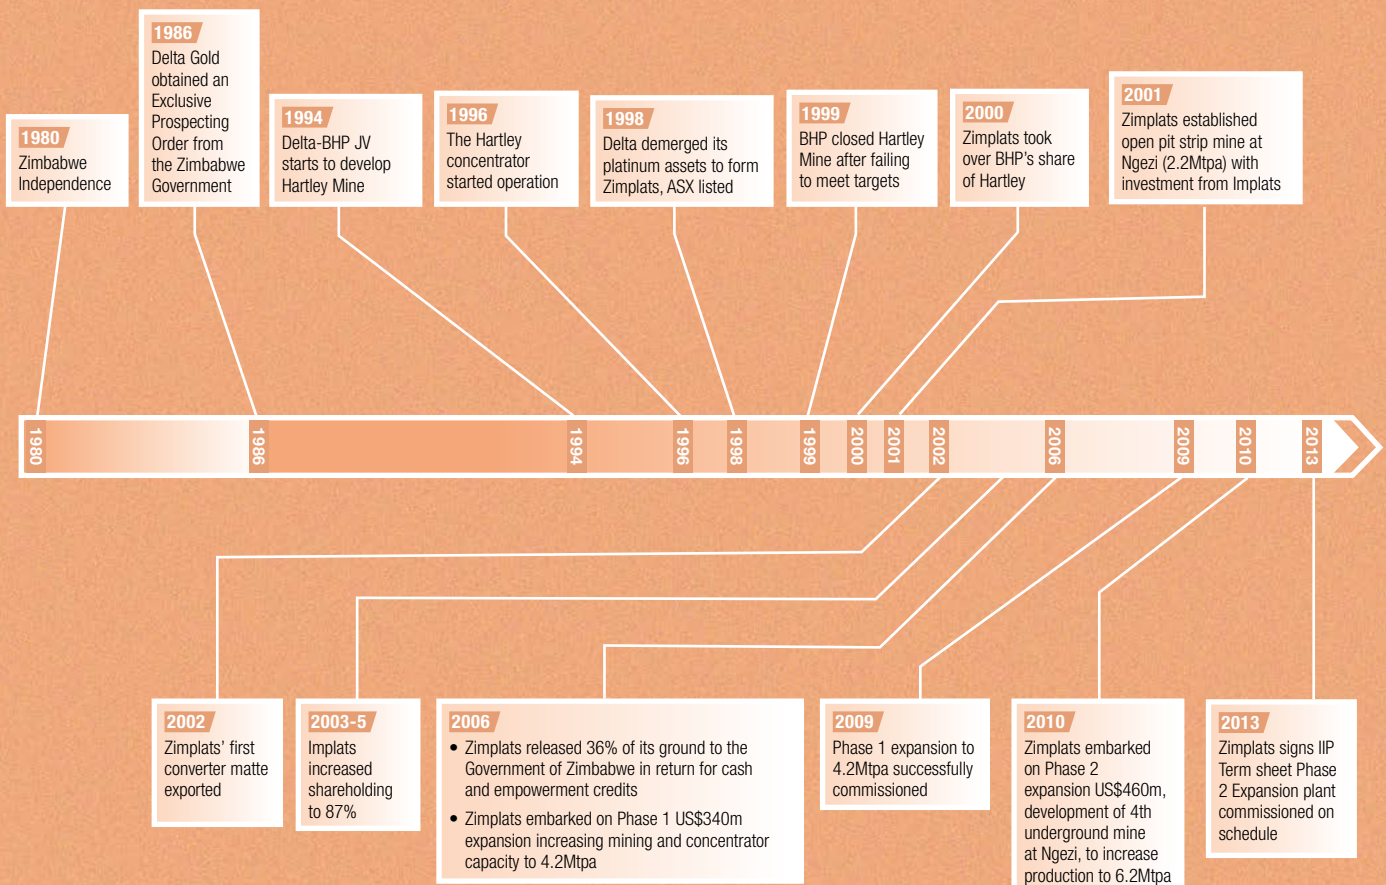 1980
Zimbabwe
Independence
1986
Delta Gold
obtained an
Exclusive
Prospecting
Order from
the Zimbabwe
Government
1994
Delta-BHP JV
starts to develop
Hartley Mine
1996
The Hartley
concentrator
started operation
1998
Delta demerged its
platinum assets to form
Zimplats, ASX listed
1999
BHP closed Hartley
Mine after failing
to meet targets
2000
Zimplats took
over BHP's share
of Hartley
2001
Zimplats established
open pit strip mine at
Ngezi (2.2Mtpa) with
investment from Implats
1980
1986
1994
1996
1998
1999
2000
2001
2002
2006
2009
2010
2013
2002
Zimplats' first
converter matte
exported
2003-5
Implats
increased
shareholding
to 87%
2006
• Zimplats released 36% of its ground to the
Government of Zimbabwe in return for cash
and empowerment credits
• Zimplats embarked on Phase 1 US$340m
expansion increasing mining and concentrator
capacity to 4.2Mtpa
2009
Phase 1 expansion to
4.2Mtpa successfully
commissioned
2010
Zimplats embarked
on Phase 2
expansion US$460m,
development of 4th
underground mine
at Ngezi, to increase
production to 6.2Mtpa
2013
Zimplats signs IIP
Term sheet Phase
2 Expansion plant
commissioned on
schedule